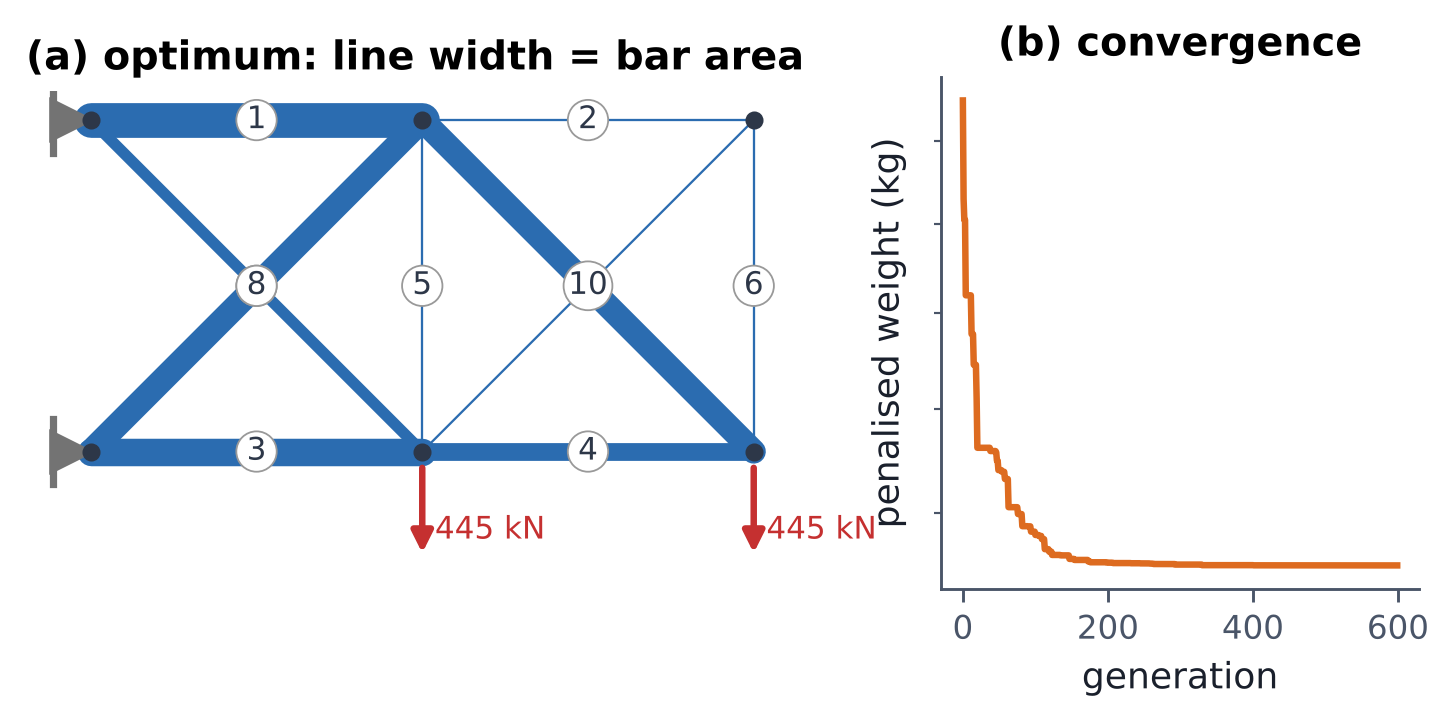 (a) optimum: line width = bar area
1
2
8
5
10
6
3
4
445 kN
445 kN
(b) convergence
penalised weight (kg)
0 200 400 600
generation